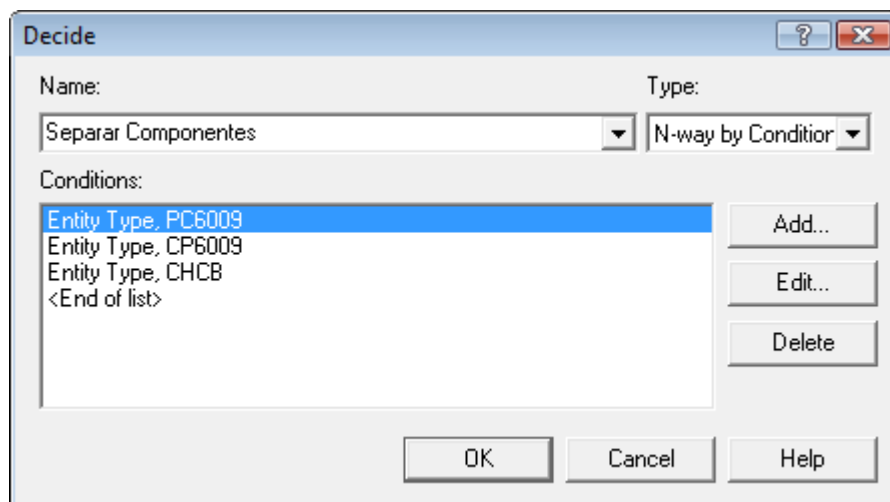 Decide
Name: Type:
Separar Componentes N-way by Condition
Conditions:
Entity Type, PC6009
Entity Type, CP6009
Entity Type, CHCB
<End of list>
Add...
Edit...
Delete
OK Cancel Help